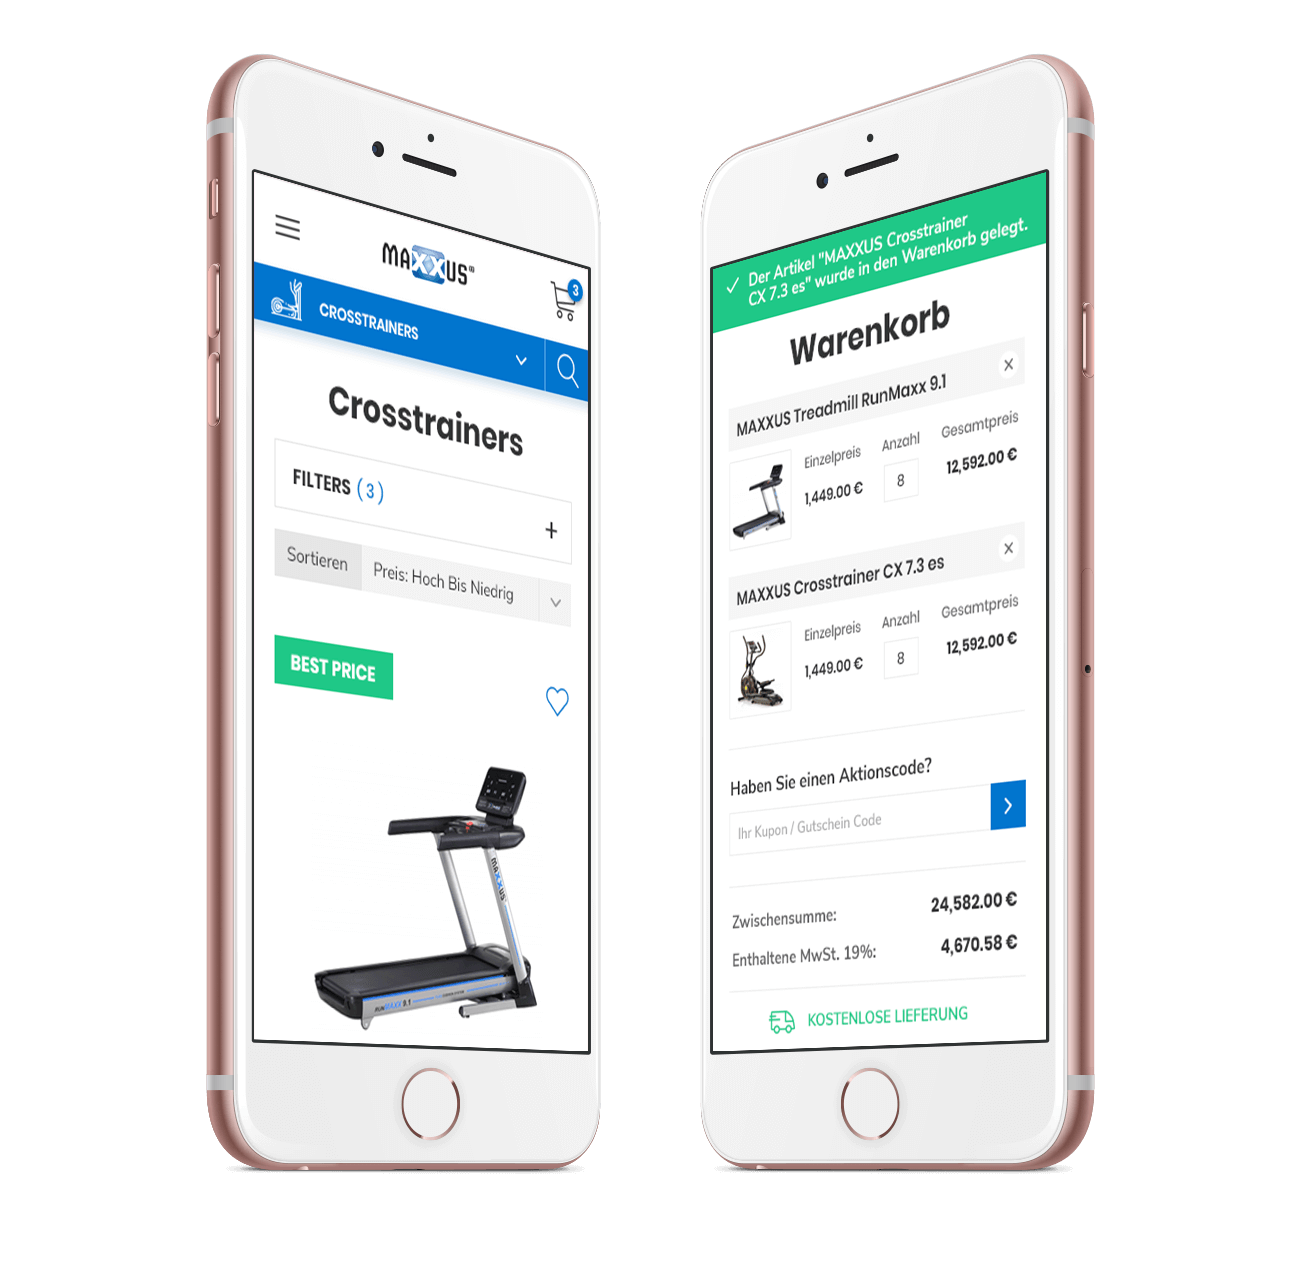 MAXXUS®
3
CROSSTRAINERS
Crosstrainers
FILTERS (3)
+
Sortieren
Preis: Hoch Bis Niedrig
BEST PRICE
MAXXUS
RUNMAXX 9.1
Der Artikel "MAXXUS Crosstrainer
CX 7.3 es" wurde in den Warenkorb gelegt.
Warenkorb
MAXXUS Treadmill RunMaxx 9.1
Einzelpreis Anzahl Gesamtpreis
1,449.00 € 8 12,592.00 €
MAXXUS Crosstrainer CX 7.3 es
Einzelpreis Anzahl Gesamtpreis
1,449.00 € 8 12,592.00 €
Haben Sie einen Aktionscode?
Ihr Kupon / Gutschein Code
Zwischensumme: 24,582.00 €
Enthaltene MwSt. 19%: 4,670.58 €
KOSTENLOSE LIEFERUNG